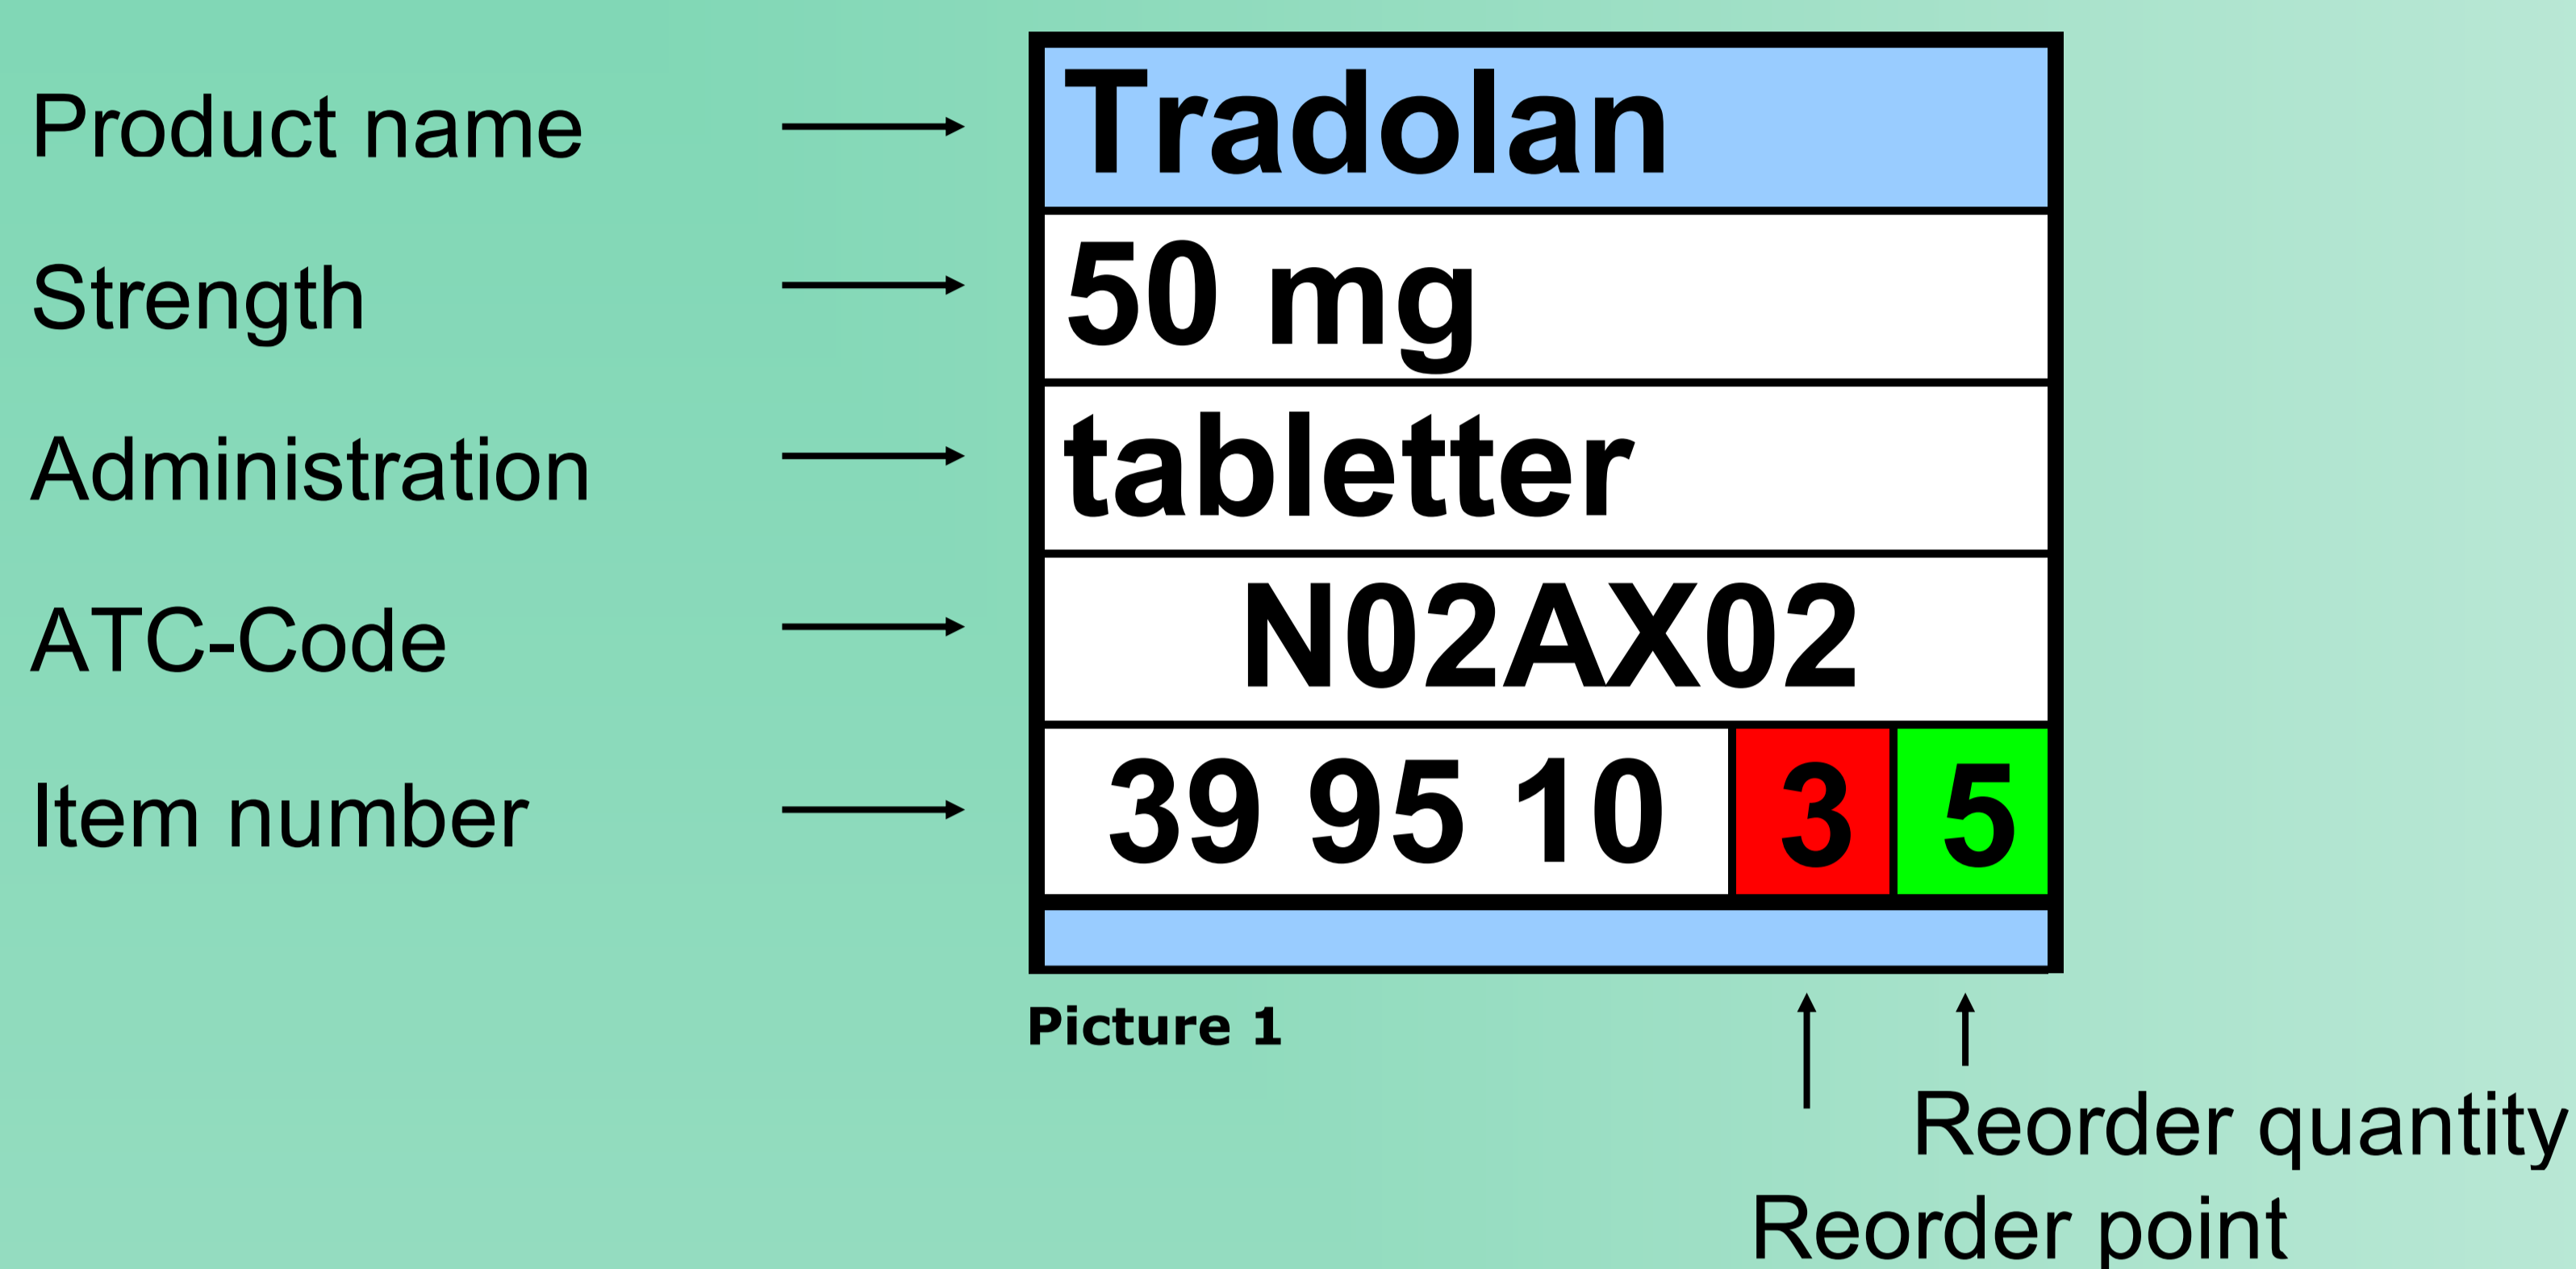 Product name
Tradolan
Strength
50 mg
Administration
tabletter
ATC-Code
N02AX02
Item number
39 95 10 3 5
Picture 1
Reorder quantity
Reorder point